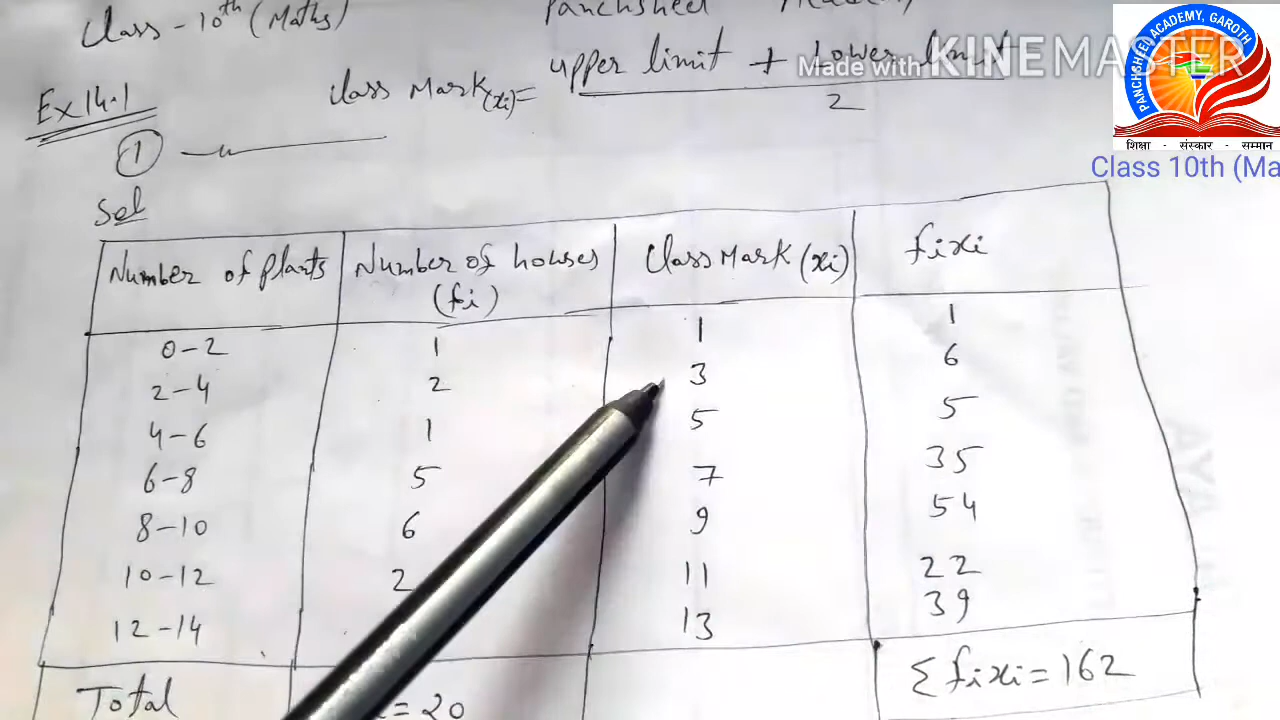 Class - 10th (Maths)
Panchsheel Academy
Ex 14.1
Class Mark (xi) = upper limit + Lower limit
2
Made with KINEMASTER
PANCHSHEEL ACADEMY, GAROTH
शिक्षा - संस्कार - सम्मान
Class 10th (Ma
1
Sol
Number of Plants Number of houses (fi) Class Mark (xi) fixi
0-2 1 1 1
2-4 2 3 6
4-6 1 5 5
6-8 5 7 35
8-10 6 9 54
10-12 2 11 22
12-14 13 39
Total = 20 Σ fixi = 162